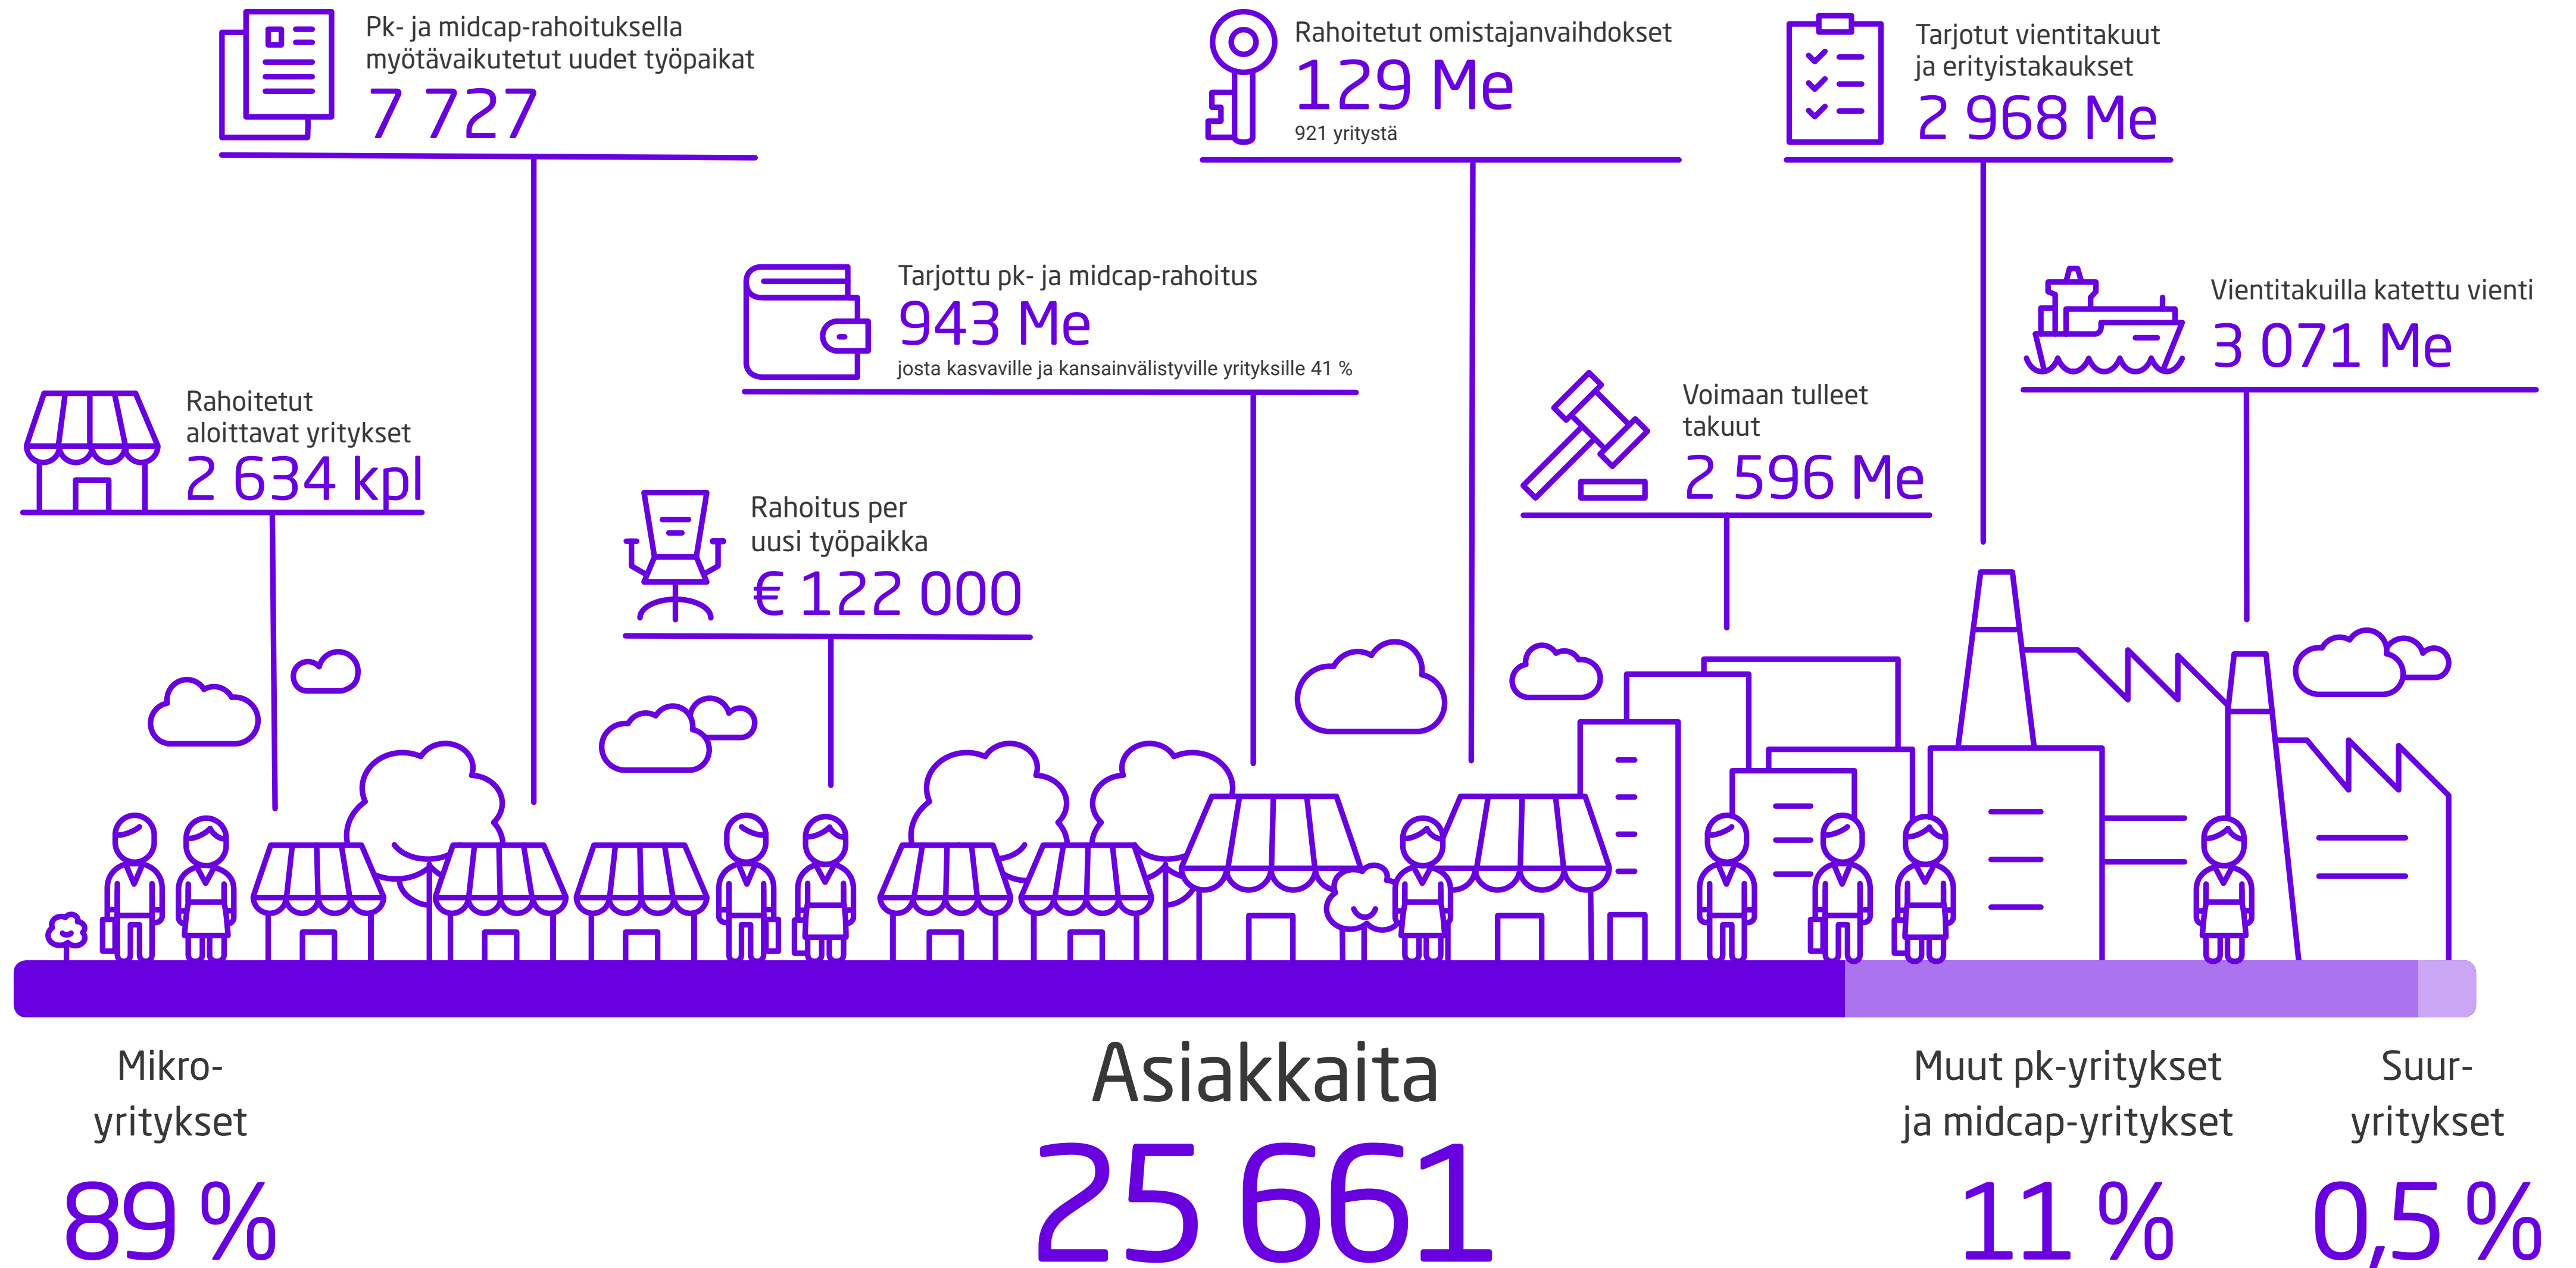 Pk- ja midcap-rahoituksella
myötävaikutetut uudet työpaikat
7 727
Rahoitetut omistajanvaihdokset
129 Me
921 yritystä
Tarjotut vientitakuut
ja erityistakaukset
2 968 Me
Tarjottu pk- ja midcap-rahoitus
943 Me
josta kasvaville ja kansainvälistyville yrityksille 41 %
Vientitakuilla katettu vienti
3 071 Me
Rahoitetut
aloittavat yritykset
2 634 kpl
Voimaan tulleet
takuut
2 596 Me
Rahoitus per
uusi työpaikka
€ 122 000
Mikro-
yritykset
89 %
Asiakkaita
25 661
Muut pk-yritykset
ja midcap-yritykset
11 %
Suur-
yritykset
0,5 %